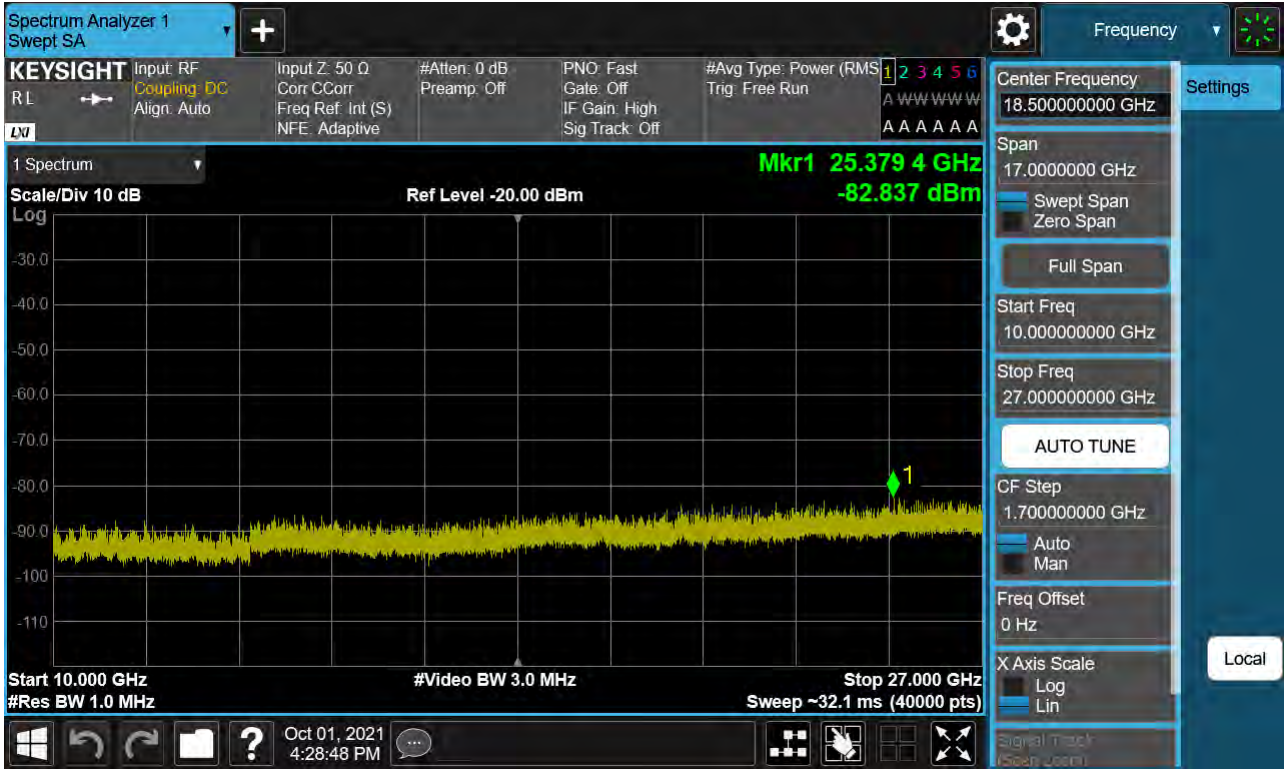 Spectrum Analyzer 1
Swept SA
+
Frequency
KEYSIGHT
R L
LXI
Input: RF
Coupling: DC
Align: Auto
Input Z: 50 Ω
Corr CCorr
Freq Ref: Int (S)
NFE: Adaptive
#Atten: 0 dB
Preamp: Off
PNO: Fast
Gate: Off
IF Gain: High
Sig Track: Off
#Avg Type: Power (RMS
Trig: Free Run
1 2 3 4 5 6
A W W W W W
A A A A A A
Center Frequency
18.500000000 GHz
Settings
Span
17.0000000 GHz
Swept Span
Zero Span
Full Span
Start Freq
10.000000000 GHz
Stop Freq
27.000000000 GHz
AUTO TUNE
CF Step
1.700000000 GHz
Auto
Man
Freq Offset
0 Hz
X Axis Scale
Log
Lin
Signal Track
(Span Zoom)
Local
1 Spectrum
Mkr1 25.379 4 GHz
-82.837 dBm
Scale/Div 10 dB
Ref Level -20.00 dBm
Log
-30.0
-40.0
-50.0
-60.0
-70.0
-80.0
-90.0
-100
-110
1
Start 10.000 GHz
#Video BW 3.0 MHz
Stop 27.000 GHz
#Res BW 1.0 MHz
Sweep ~32.1 ms (40000 pts)
?
Oct 01, 2021
4:28:48 PM